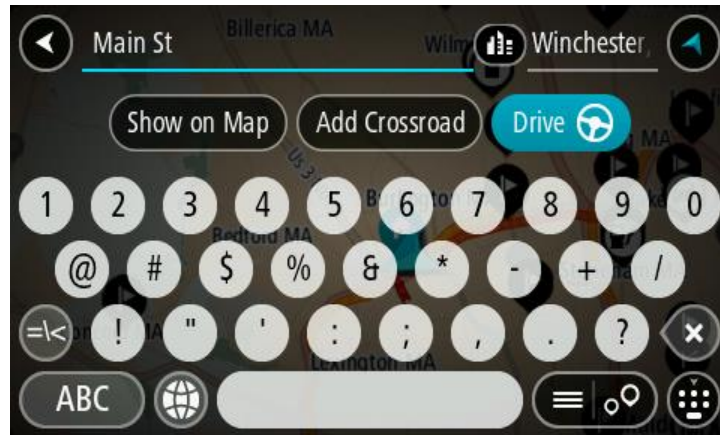 Billerica MA
Main St
Winchester,
Show on Map
Add Crossroad
Drive
1 2 3 4 5 6 7 8 9 0
Bedford MA
@ # $ % & * - + /
=\< ! " ' : ; , . ?
Lexington MA
ABC